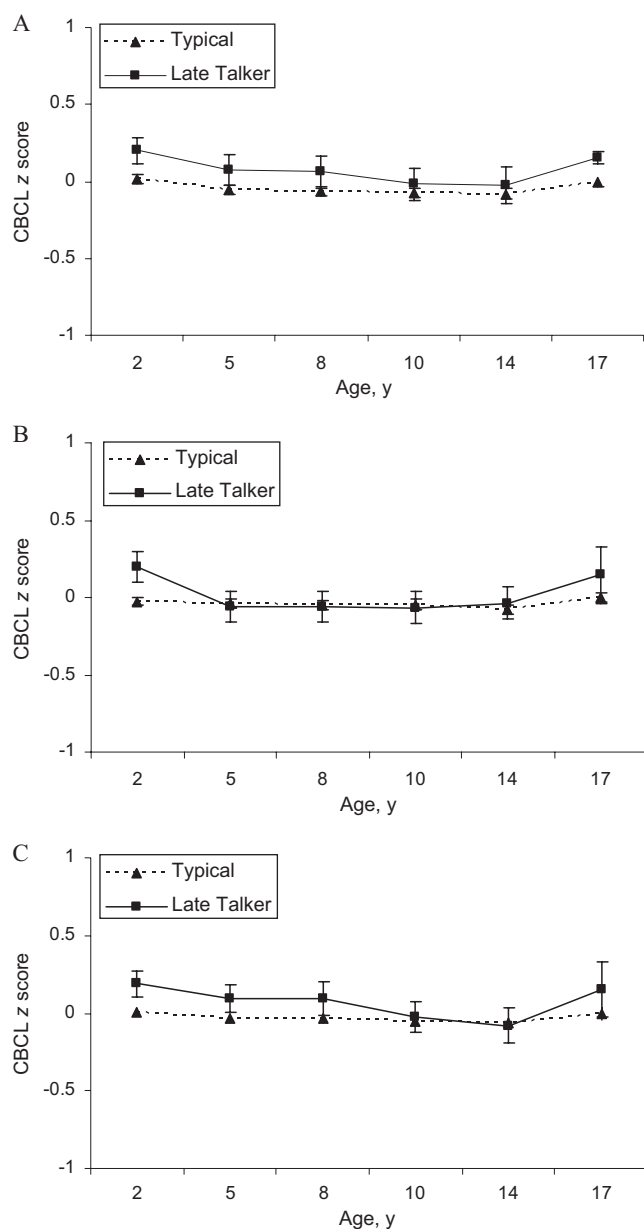 A
Typical
Late Talker
1
0.5
0
-0.5
-1
CBCL z score
2 5 8 10 14 17
Age, y
B
Typical
Late Talker
1
0.5
0
-0.5
-1
CBCL z score
2 5 8 10 14 17
Age, y
C
Typical
Late Talker
1
0.5
0
-0.5
-1
CBCL z score
2 5 8 10 14 17
Age, y